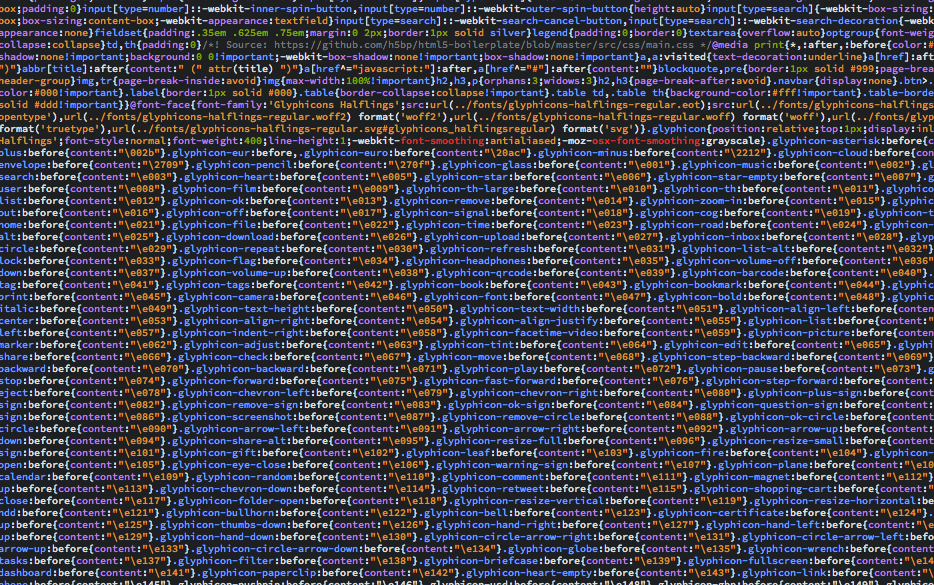 box;padding:0}input[type=number]::-webkit-inner-spin-button,input[type=number]::-webkit-outer-spin-button{height:auto}input[type=search]{-webkit-box-sizing:
box;box-sizing:content-box;-webkit-appearance:textfield}input[type=search]::-webkit-search-cancel-button,input[type=search]::-webkit-search-decoration{-webk
appearance:none}fieldset{padding:.35em .625em .75em;margin:0 2px;border:1px solid silver}legend{padding:0;border:0}textarea{overflow:auto}optgroup{font-weig
collapse:collapse}td,th{padding:0}/*! Source: https://github.com/h5bp/html5-boilerplate/blob/master/src/css/main.css */@media print{*,:after,:before{color:#
shadow:none!important;background:0 0!important;-webkit-box-shadow:none!important;box-shadow:none!important}a,a:visited{text-decoration:underline}a[href]:aft
")"}abbr[title]:after{content:" (" attr(title) ")"}a[href^="javascript:"]:after,a[href^="#"]:after{content:""}blockquote,pre{border:1px solid #999;page-brea
header-group}img,tr{page-break-inside:avoid}img{max-width:100%!important}h2,h3,p{orphans:3;widows:3}h2,h3{page-break-after:avoid}.navbar{display:none}.btn>.
color:#000!important}.label{border:1px solid #000}.table{border-collapse:collapse!important}.table td,.table th{background-color:#fff!important}.table-borde
solid #ddd!important}}@font-face{font-family:'Glyphicons Halflings';src:url(../fonts/glyphicons-halflings-regular.eot);src:url(../fonts/glyphicons-halflings
opentype'),url(../fonts/glyphicons-halflings-regular.woff2) format('woff2'),url(../fonts/glyphicons-halflings-regular.woff) format('woff'),url(../fonts/glyp
format('truetype'),url(../fonts/glyphicons-halflings-regular.svg#glyphicons_halflingsregular) format('svg')}.glyphicon{position:relative;top:1px;display:inl
Halflings';font-style:normal;font-weight:400;line-height:1;-webkit-font-smoothing:antialiased;-moz-osx-font-smoothing:grayscale}.glyphicon-asterisk:before{c
plus:before{content:"\002b"}.glyphicon-eur:before,.glyphicon-euro:before{content:"\20ac"}.glyphicon-minus:before{content:"\2212"}.glyphicon-cloud:before{con
envelope:before{content:"\2709"}.glyphicon-pencil:before{content:"\270f"}.glyphicon-glass:before{content:"\e001"}.glyphicon-music:before{content:"\e002"}.gl
search:before{content:"\e003"}.glyphicon-heart:before{content:"\e005"}.glyphicon-star:before{content:"\e006"}.glyphicon-star-empty:before{content:"\e007"}.g
user:before{content:"\e008"}.glyphicon-film:before{content:"\e009"}.glyphicon-th-large:before{content:"\e010"}.glyphicon-th:before{content:"\e011"}.glyphico
list:before{content:"\e012"}.glyphicon-ok:before{content:"\e013"}.glyphicon-remove:before{content:"\e014"}.glyphicon-zoom-in:before{content:"\e015"}.glyphic
out:before{content:"\e016"}.glyphicon-off:before{content:"\e017"}.glyphicon-signal:before{content:"\e018"}.glyphicon-cog:before{content:"\e019"}.glyphicon-t
home:before{content:"\e021"}.glyphicon-file:before{content:"\e022"}.glyphicon-time:before{content:"\e023"}.glyphicon-road:before{content:"\e024"}.glyphicon-
alt:before{content:"\e025"}.glyphicon-download:before{content:"\e026"}.glyphicon-upload:before{content:"\e027"}.glyphicon-inbox:before{content:"\e028"}.glyp
circle:before{content:"\e029"}.glyphicon-repeat:before{content:"\e030"}.glyphicon-refresh:before{content:"\e031"}.glyphicon-list-alt:before{content:"\e032"}
lock:before{content:"\e033"}.glyphicon-flag:before{content:"\e034"}.glyphicon-headphones:before{content:"\e035"}.glyphicon-volume-off:before{content:"\e036"
down:before{content:"\e037"}.glyphicon-volume-up:before{content:"\e038"}.glyphicon-qrcode:before{content:"\e039"}.glyphicon-barcode:before{content:"\e040"}.
tag:before{content:"\e041"}.glyphicon-tags:before{content:"\e042"}.glyphicon-book:before{content:"\e043"}.glyphicon-bookmark:before{content:"\e044"}.glyphic
print:before{content:"\e045"}.glyphicon-camera:before{content:"\e046"}.glyphicon-font:before{content:"\e047"}.glyphicon-bold:before{content:"\e048"}.glyphic
italic:before{content:"\e049"}.glyphicon-text-height:before{content:"\e050"}.glyphicon-text-width:before{content:"\e051"}.glyphicon-align-left:before{conten
center:before{content:"\e053"}.glyphicon-align-right:before{content:"\e054"}.glyphicon-align-justify:before{content:"\e055"}.glyphicon-list:before{content:"
left:before{content:"\e057"}.glyphicon-indent-right:before{content:"\e058"}.glyphicon-facetime-video:before{content:"\e059"}.glyphicon-picture:before{conten
marker:before{content:"\e062"}.glyphicon-adjust:before{content:"\e063"}.glyphicon-tint:before{content:"\e064"}.glyphicon-edit:before{content:"\e065"}.glyphi
share:before{content:"\e066"}.glyphicon-check:before{content:"\e067"}.glyphicon-move:before{content:"\e068"}.glyphicon-step-backward:before{content:"\e069"}
backward:before{content:"\e070"}.glyphicon-backward:before{content:"\e071"}.glyphicon-play:before{content:"\e072"}.glyphicon-pause:before{content:"\e073"}.g
stop:before{content:"\e074"}.glyphicon-forward:before{content:"\e075"}.glyphicon-fast-forward:before{content:"\e076"}.glyphicon-step-forward:before{content:
eject:before{content:"\e078"}.glyphicon-chevron-left:before{content:"\e079"}.glyphicon-chevron-right:before{content:"\e080"}.glyphicon-plus-sign:before{cont
sign:before{content:"\e082"}.glyphicon-remove-sign:before{content:"\e083"}.glyphicon-ok-sign:before{content:"\e084"}.glyphicon-question-sign:before{content:
sign:before{content:"\e086"}.glyphicon-screenshot:before{content:"\e087"}.glyphicon-remove-circle:before{content:"\e088"}.glyphicon-ok-circle:before{content
circle:before{content:"\e090"}.glyphicon-arrow-left:before{content:"\e091"}.glyphicon-arrow-right:before{content:"\e092"}.glyphicon-arrow-up:before{content:
down:before{content:"\e094"}.glyphicon-share-alt:before{content:"\e095"}.glyphicon-resize-full:before{content:"\e096"}.glyphicon-resize-small:before{content
sign:before{content:"\e101"}.glyphicon-gift:before{content:"\e102"}.glyphicon-leaf:before{content:"\e103"}.glyphicon-fire:before{content:"\e104"}.glyphicon-
open:before{content:"\e105"}.glyphicon-eye-close:before{content:"\e106"}.glyphicon-warning-sign:before{content:"\e107"}.glyphicon-plane:before{content:"\e10
calendar:before{content:"\e109"}.glyphicon-random:before{content:"\e110"}.glyphicon-comment:before{content:"\e111"}.glyphicon-magnet:before{content:"\e112"}
up:before{content:"\e113"}.glyphicon-chevron-down:before{content:"\e114"}.glyphicon-retweet:before{content:"\e115"}.glyphicon-shopping-cart:before{content:"
close:before{content:"\e117"}.glyphicon-folder-open:before{content:"\e118"}.glyphicon-resize-vertical:before{content:"\e119"}.glyphicon-resize-horizontal:be
hdd:before{content:"\e121"}.glyphicon-bullhorn:before{content:"\e122"}.glyphicon-bell:before{content:"\e123"}.glyphicon-certificate:before{content:"\e124"}.
up:before{content:"\e125"}.glyphicon-thumbs-down:before{content:"\e126"}.glyphicon-hand-right:before{content:"\e127"}.glyphicon-hand-left:before{content:"\e
up:before{content:"\e129"}.glyphicon-hand-down:before{content:"\e130"}.glyphicon-circle-arrow-right:before{content:"\e131"}.glyphicon-circle-arrow-left:befo
arrow-up:before{content:"\e133"}.glyphicon-circle-arrow-down:before{content:"\e134"}.glyphicon-globe:before{content:"\e135"}.glyphicon-wrench:before{content
tasks:before{content:"\e137"}.glyphicon-filter:before{content:"\e138"}.glyphicon-briefcase:before{content:"\e139"}.glyphicon-fullscreen:before{content:"\e14
dashboard:before{content:"\e141"}.glyphicon-paperclip:before{content:"\e142"}.glyphicon-heart-empty:before{content:"\e143"}.glyphicon-link:before{content:"\